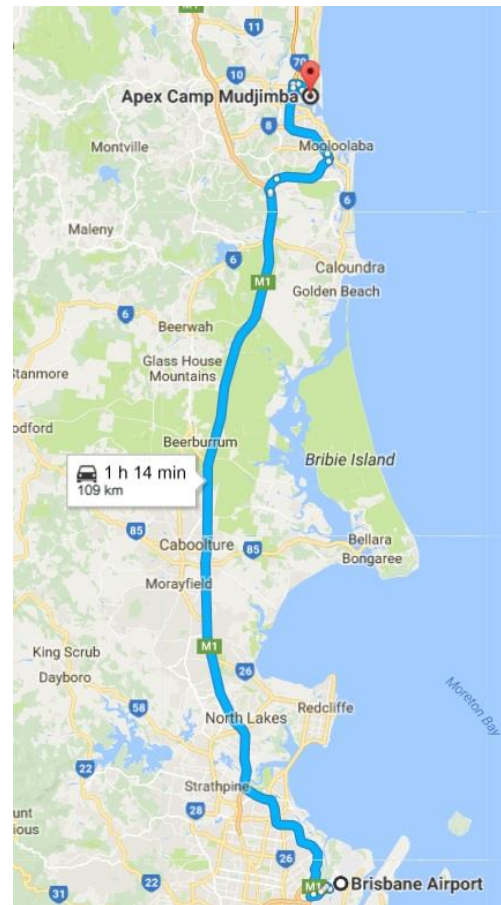 11
70
10
Apex Camp Mudjimba
8
Montville
Mooloolaba
6
Maleny
6
Caloundra
M1
Golden Beach
6
Beerwah
Stanmore
Glass House
Mountains
odford
Beerburrum
1 h 14 min
109 km
Bribie Island
85
Caboolture
85
Bellara
Bongaree
Morayfield
King Scrub
M1
26
Dayboro
58
Redcliffe
Moreton Bay
North Lakes
22
Strathpine
28
unt
ious
22
26
31
M1
Brisbane Airport